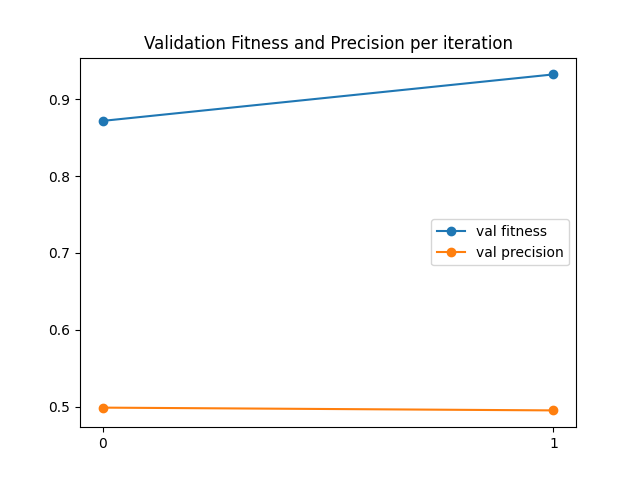 Validation Fitness and Precision per iteration
0.9
0.8
0.7
0.6
0.5
val fitness
val precision
0 1